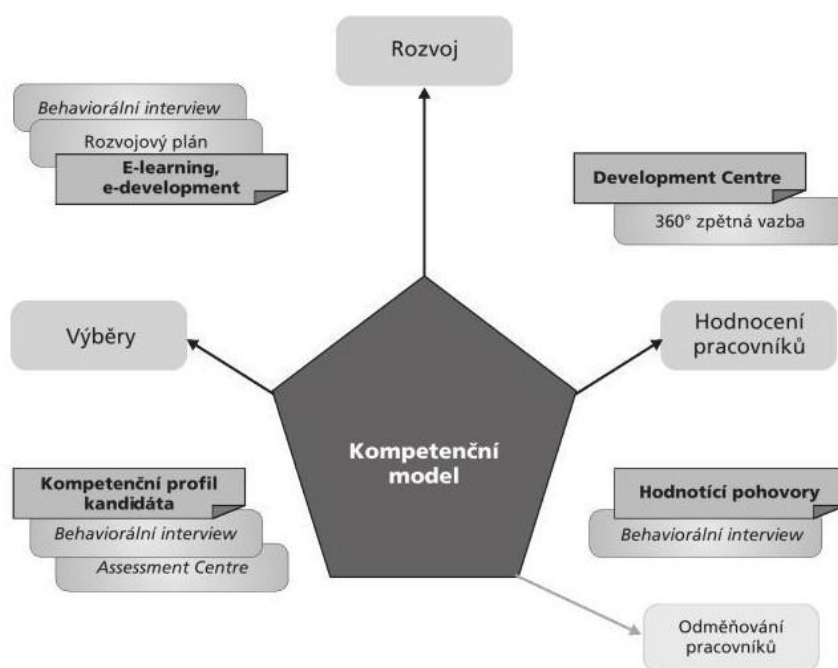 Rozvoj
Behaviorální interview
Rozvojový plán
E-learning,
e-development
Development Centre
360° zpětná vazba
Výběry
Hodnocení
pracovníků
Kompetenční
model
Kompetenční profil
kandidáta
Behaviorální interview
Assessment Centre
Hodnotící pohovory
Behaviorální interview
Odměňování
pracovníků